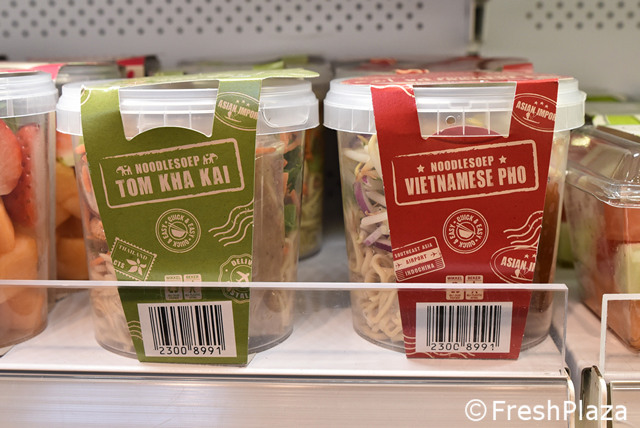 ASIAN IMPORT
NOODLESOEP
TOM KHA KAI
QUICK & EASY
THAILAND
2300 8991
NOODLESOEP
VIETNAMESE PHO
QUICK & EASY
SOUTHEAST ASIA
AIRPORT
INDOCHINA
2300 8991
© FreshPlaza